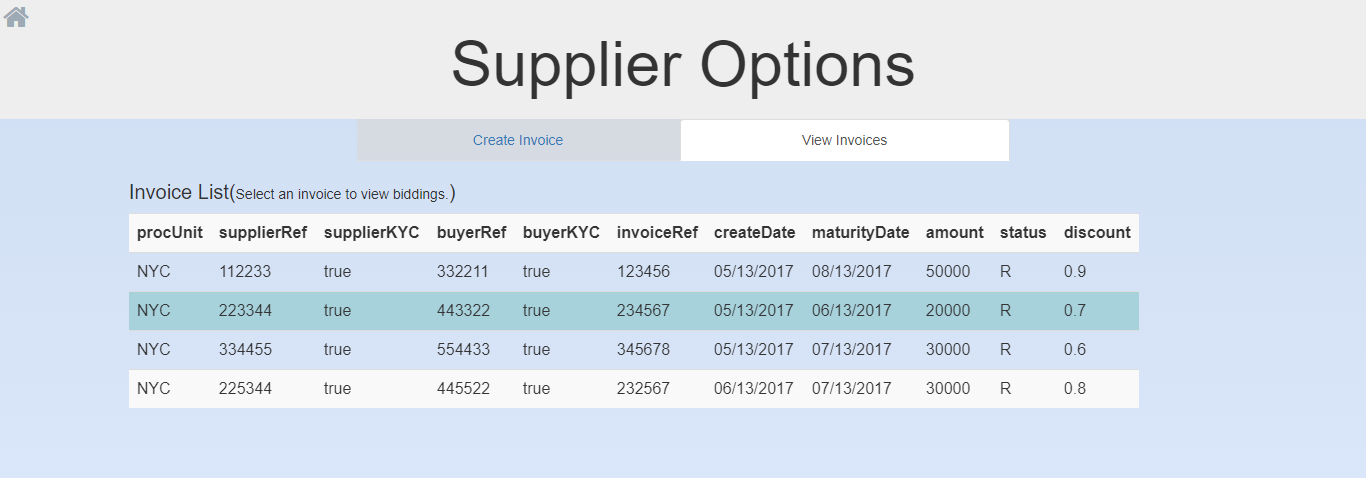 Supplier Options
Create Invoice View Invoices
Invoice List(Select an invoice to view biddings.)
procUnit supplierRef supplierKYC buyerRef buyerKYC invoiceRef createDate maturityDate amount status discount
NYC 112233 true 332211 true 123456 05/13/2017 08/13/2017 50000 R 0.9
NYC 223344 true 443322 true 234567 05/13/2017 06/13/2017 20000 R 0.7
NYC 334455 true 554433 true 345678 05/13/2017 07/13/2017 30000 R 0.6
NYC 225344 true 445522 true 232567 06/13/2017 07/13/2017 30000 R 0.8